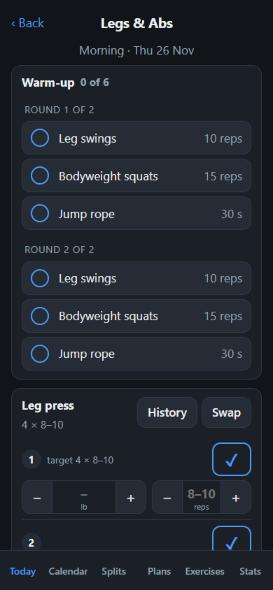 ‹ Back Legs & Abs
Morning · Thu 26 Nov
Warm-up 0 of 6
ROUND 1 OF 2
Leg swings 10 reps
Bodyweight squats 15 reps
Jump rope 30 s
ROUND 2 OF 2
Leg swings 10 reps
Bodyweight squats 15 reps
Jump rope 30 s
Leg press History Swap
4 × 8–10
1 target 4 × 8–10 ✓
− – + − 8–10 +
lb reps
2 ✓
Today Calendar Splits Plans Exercises Stats